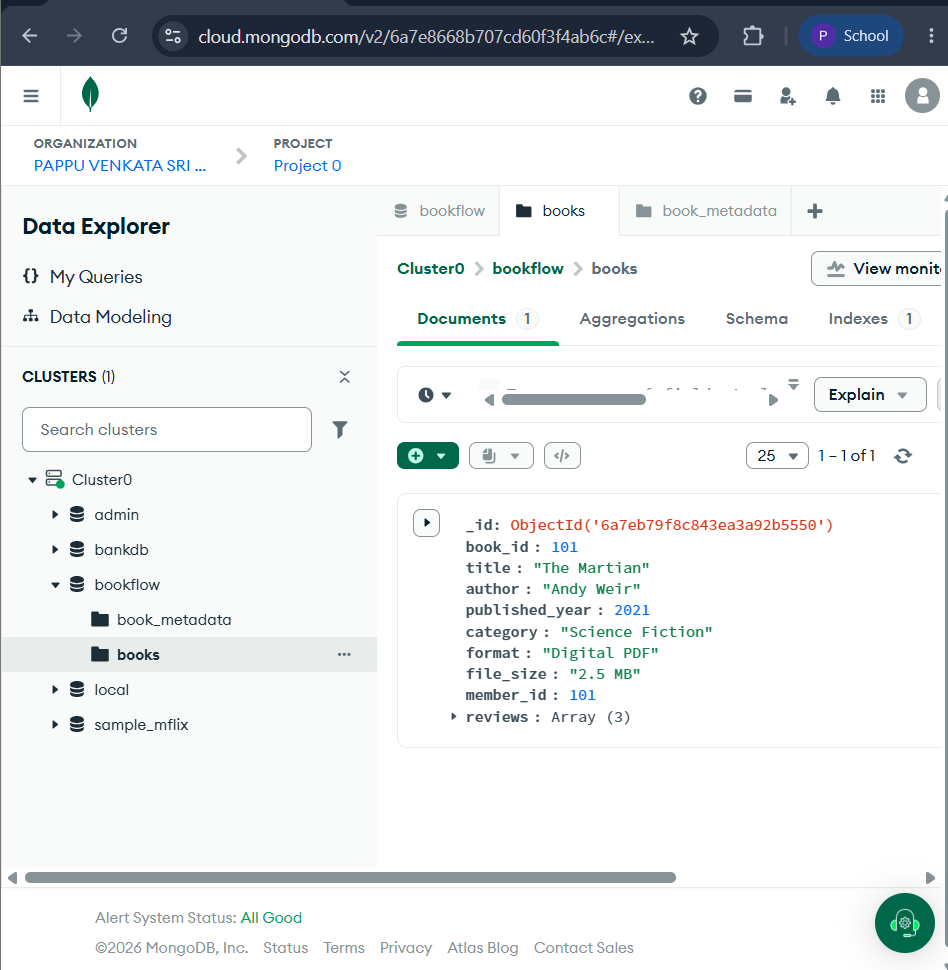 cloud.mongodb.com/v2/6a7e8668b707cd60f3f4ab6c#/ex...
P School
ORGANIZATION
PAPPU VENKATA SRI ...
PROJECT
Project 0
Data Explorer
My Queries
Data Modeling
CLUSTERS (1)
Search clusters
Cluster0
admin
bankdb
bookflow
book_metadata
books
local
sample_mflix
bookflow
books
book_metadata
Cluster0 > bookflow > books
View monit
Documents 1 Aggregations Schema Indexes 1
Explain
25 1 – 1 of 1
_id: ObjectId('6a7eb79f8c843ea3a92b5550')
book_id : 101
title : "The Martian"
author : "Andy Weir"
published_year : 2021
category : "Science Fiction"
format : "Digital PDF"
file_size : "2.5 MB"
member_id : 101
reviews : Array (3)
Alert System Status: All Good
©2026 MongoDB, Inc. Status Terms Privacy Atlas Blog Contact Sales